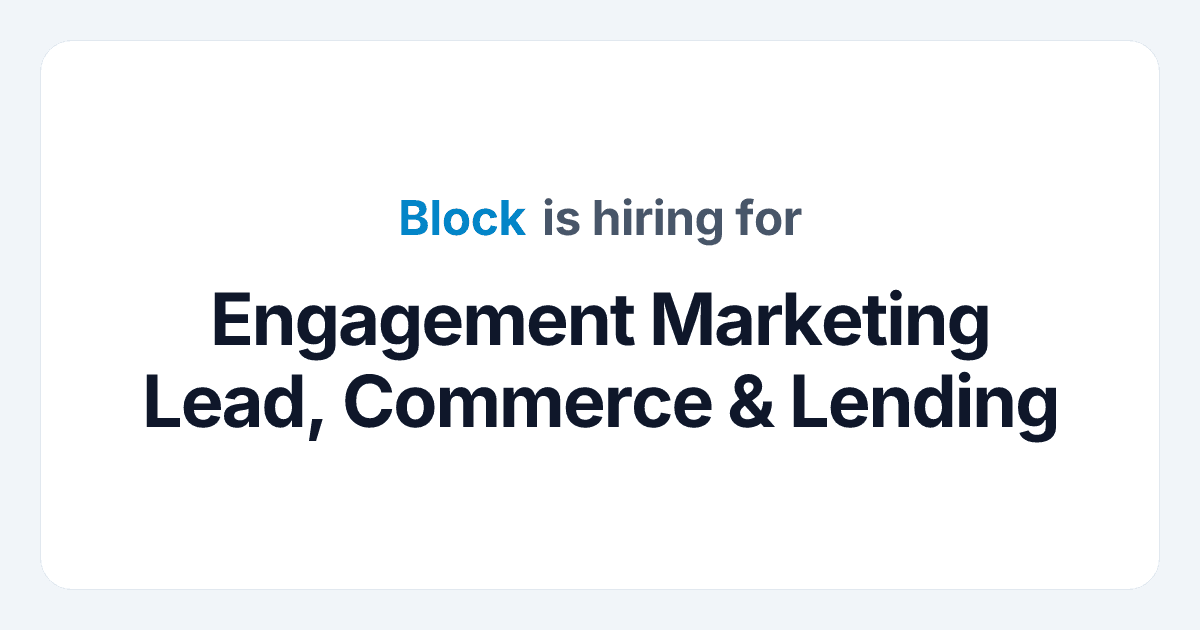 Block is hiring for
Engagement Marketing
Lead, Commerce & Lending